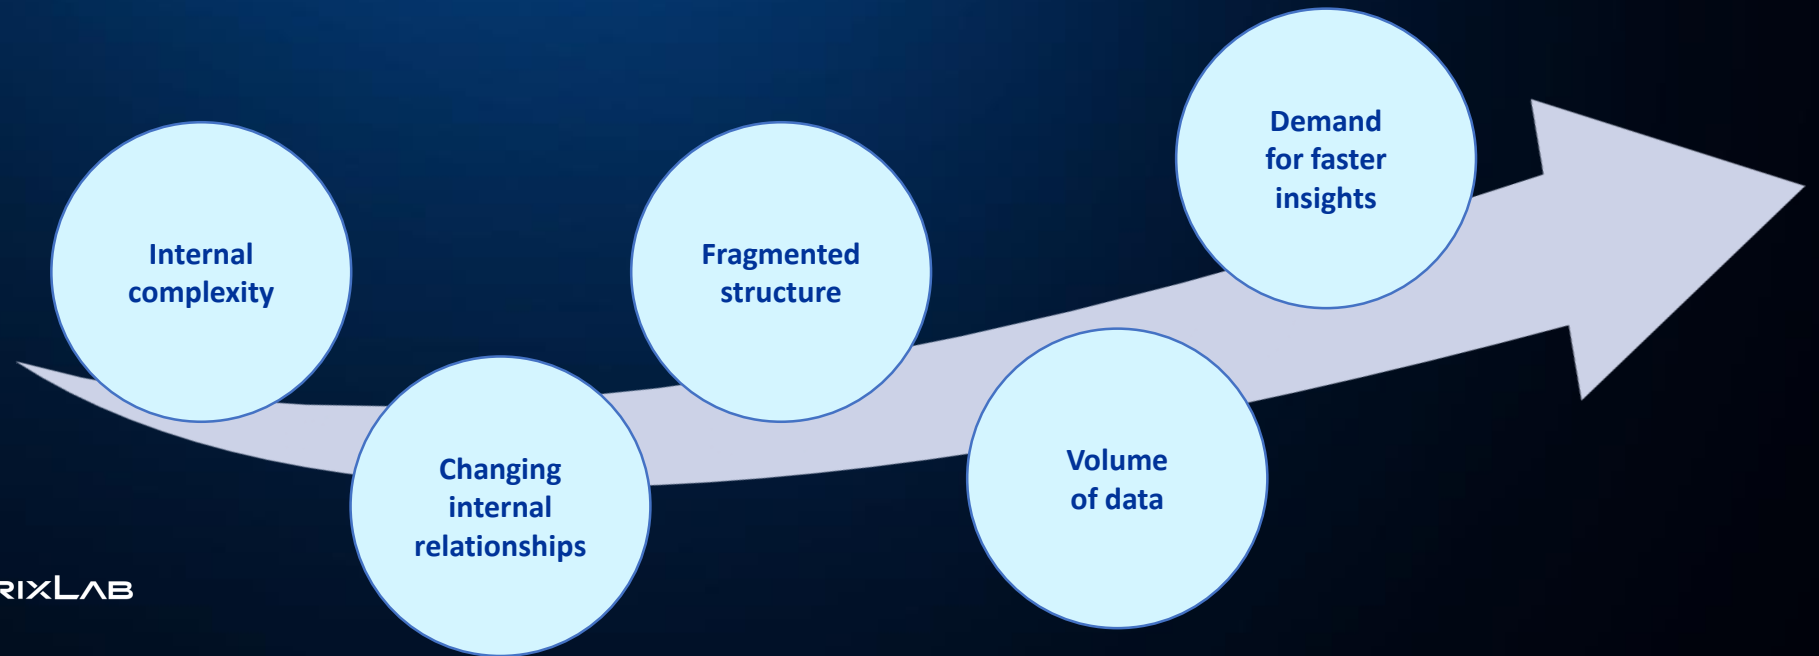 Internal
complexity
Changing
internal
relationships
Fragmented
structure
Volume
of data
Demand
for faster
insights
RIXLAB